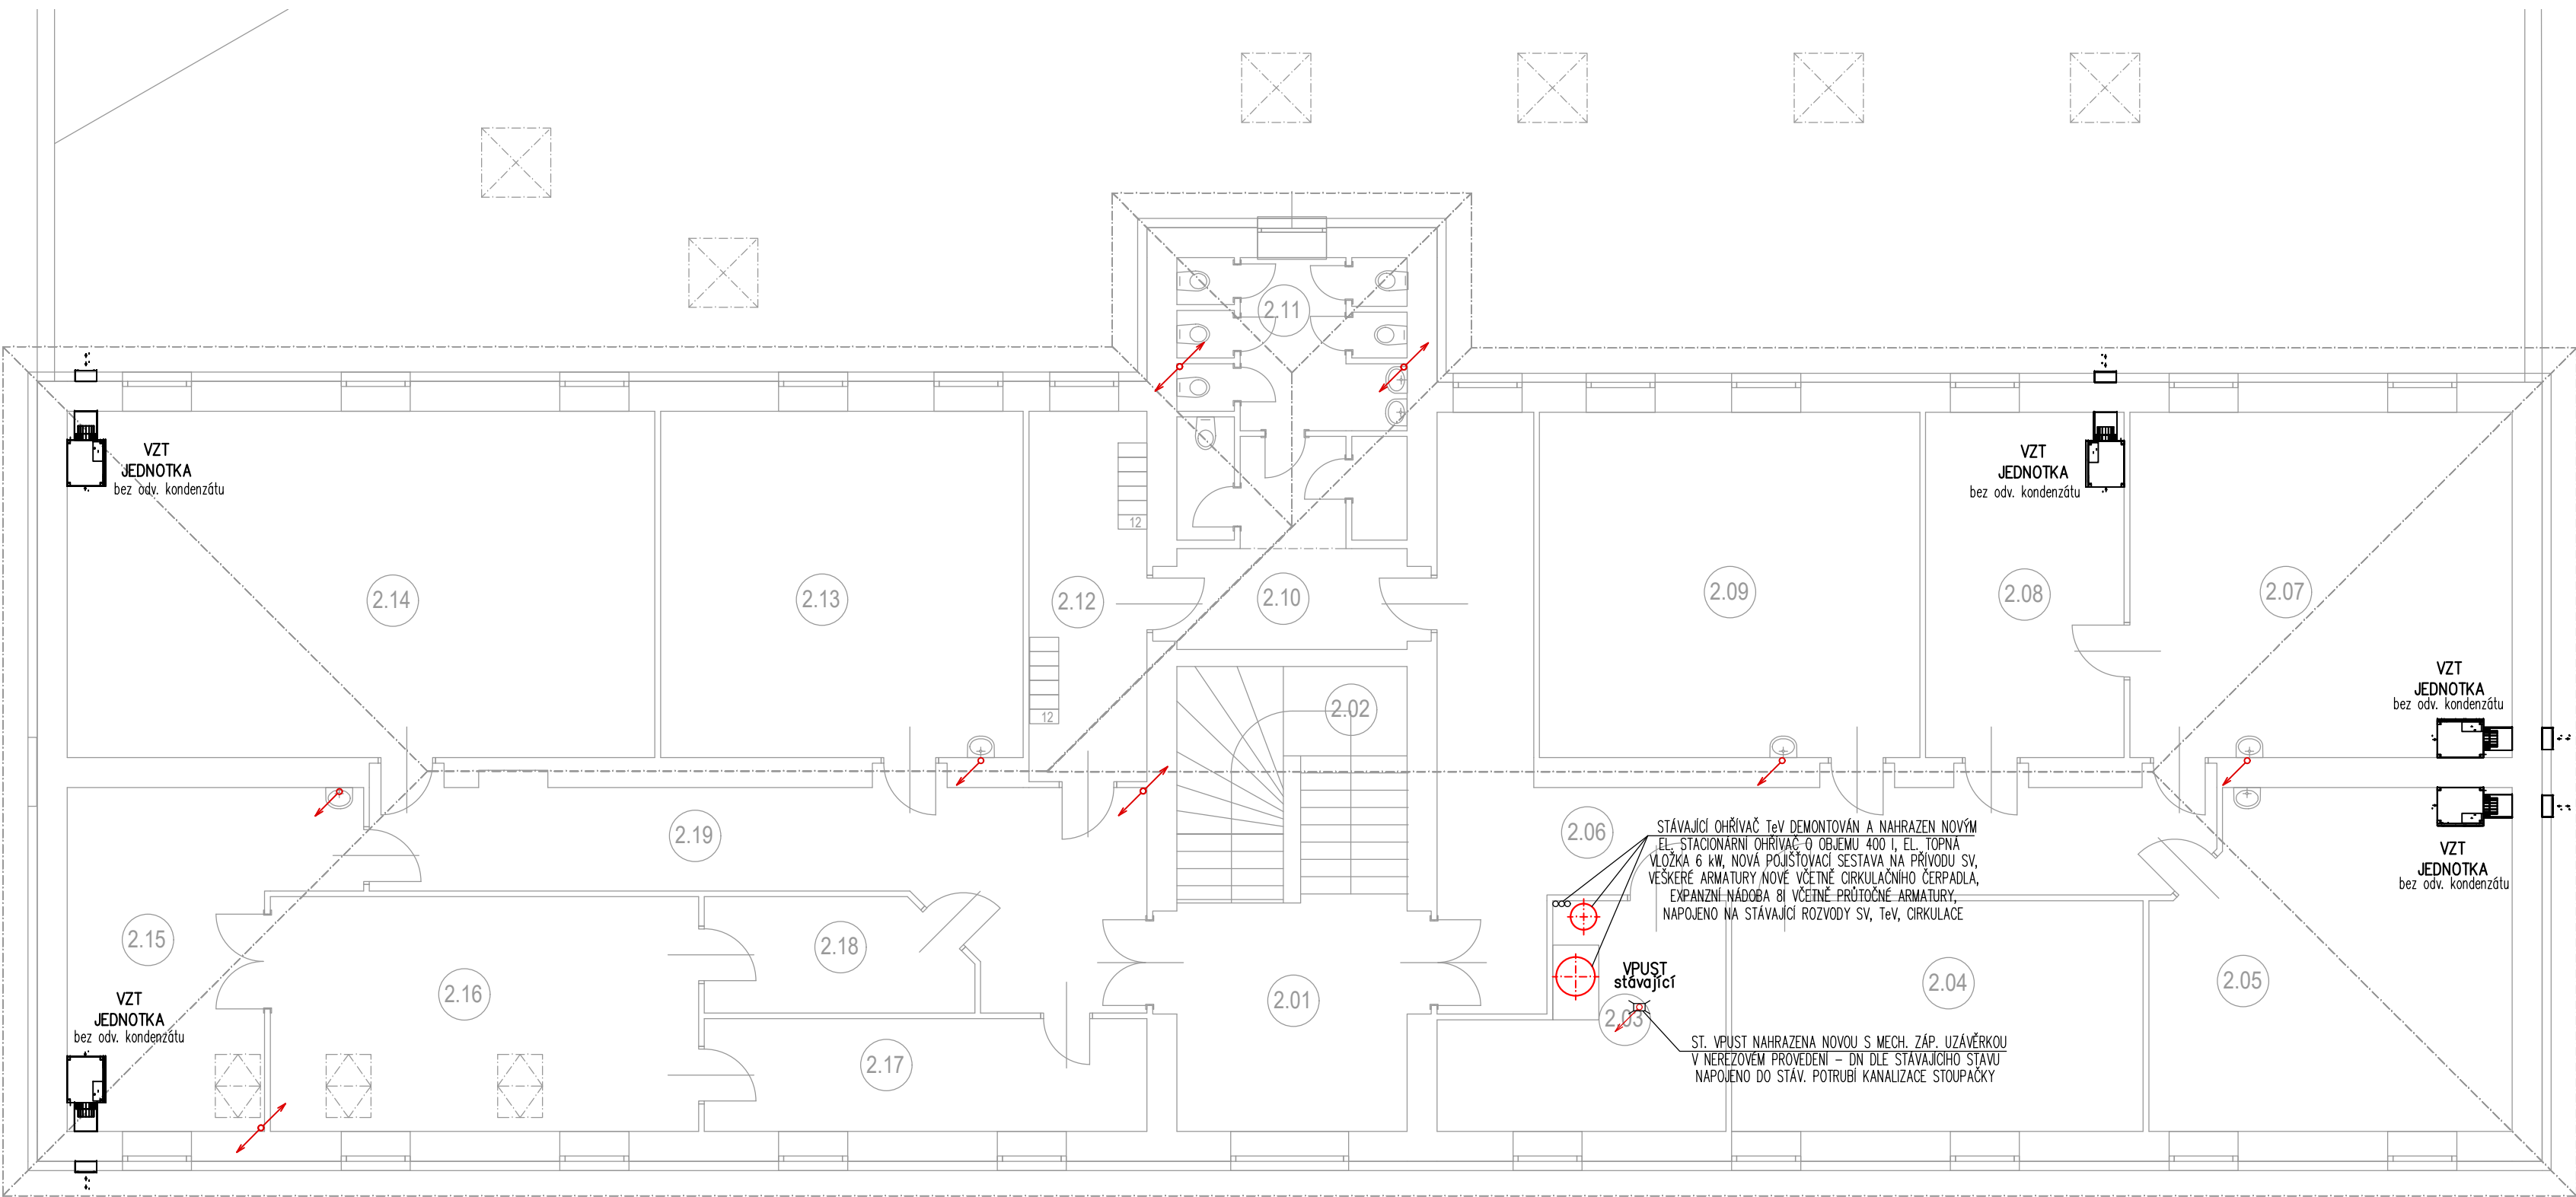 2.11
VZT
JEDNOTKA
bez odv. kondenzátu
VZT
JEDNOTKA
bez odv. kondenzátu
12
2.14
2.13
2.12
2.10
2.09
2.08
2.07
VZT
JEDNOTKA
bez odv. kondenzátu
12
2.02
2.19
2.06
STÁVAJÍCÍ OHŘÍVAČ TeV DEMONTOVÁN A NAHRAZEN NOVÝM
EL. STACIONÁRNÍ OHŘÍVAČ O OBJEMU 400 l, EL. TOPNÁ
VLOŽKA 6 kW, NOVÁ POJIŠŤOVACÍ SESTAVA NA PŘÍVODU SV,
VEŠKERÉ ARMATURY NOVÉ VČETNĚ CIRKULAČNÍHO ČERPADLA,
EXPANZNÍ NÁDOBA 8l VČETNĚ PRŮTOČNÉ ARMATURY,
NAPOJENO NA STÁVAJÍCÍ ROZVODY SV, TeV, CIRKULACE
VZT
JEDNOTKA
bez odv. kondenzátu
2.15
2.16
2.18
2.01
VPUST
stávající
2.03
2.04
2.05
VZT
JEDNOTKA
bez odv. kondenzátu
2.17
ST. VPUST NAHRAZENA NOVOU S MECH. ZÁP. UZÁVĚRKOU
V NEREZOVÉM PROVEDENÍ – DN DLE STÁVAJÍCÍHO STAVU
NAPOJENO DO STÁV. POTRUBÍ KANALIZACE STOUPAČKY